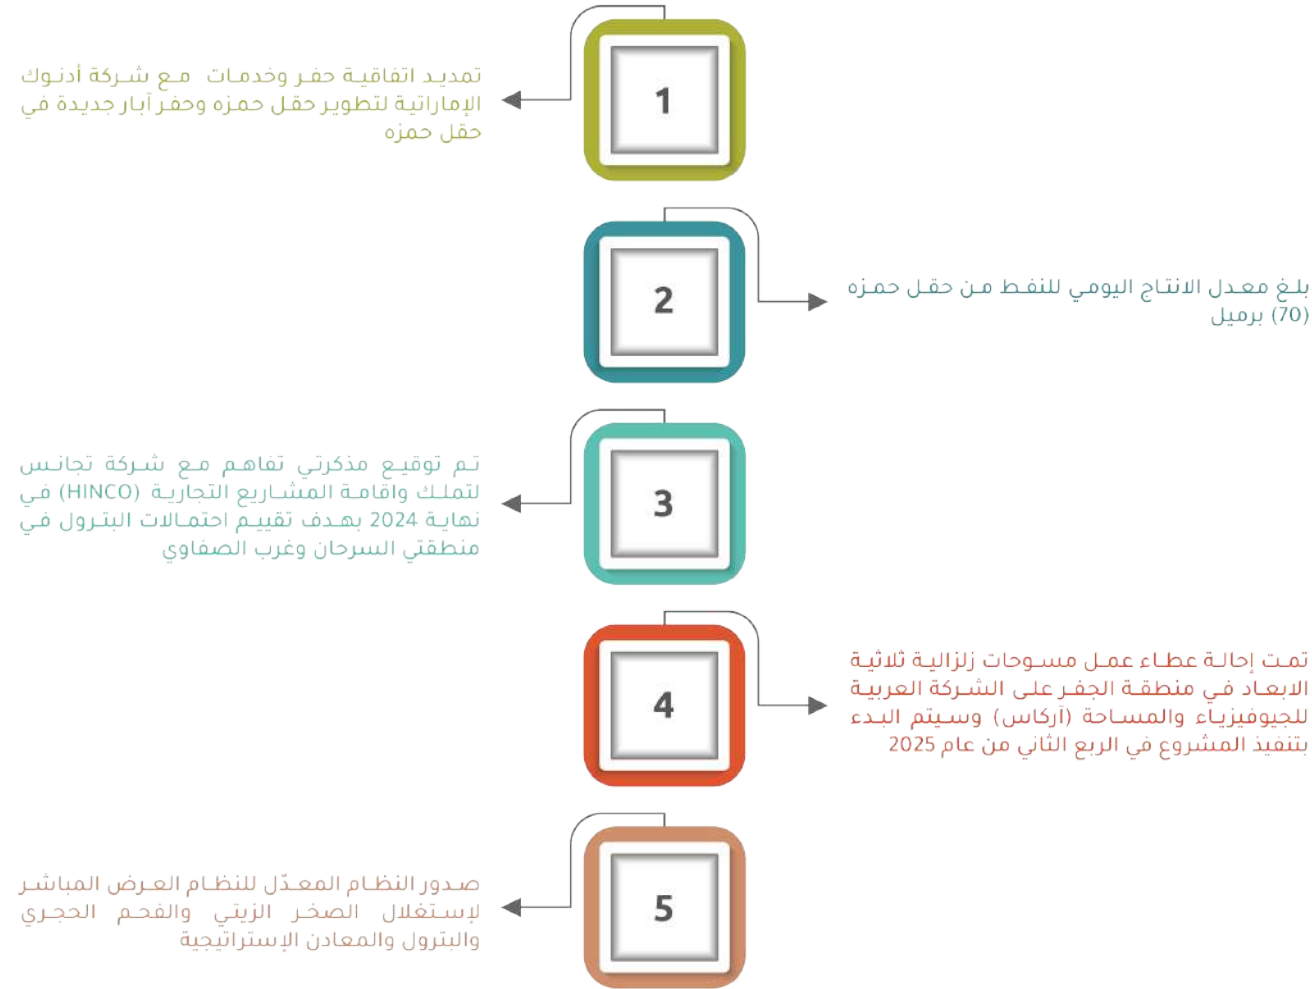 1
تمديد اتفاقية حفر وخدمات مع شركة أدنوك
الإماراتية لتطوير حقل حمزه وحفر آبار جديدة في
حقل حمزه
2
بلغ معدل الانتاج اليومي للنفط من حقل حمزه
(70) برميل
3
تم توقيع مذكرتي تفاهم مع شركة تجانس
لتملك واقامة المشاريع التجارية (HINCO) في
نهاية 2024 بهدف تقييم احتمالات البترول في
منطقتي السرحان وغرب الصفاوي
4
تمت إحالة عطاء عمل مسوحات زلزالية ثلاثية
الابعاد في منطقة الجفر على الشركة العربية
للجيوفيزياء والمساحة (آركاس) وسيتم البدء
بتنفيذ المشروع في الربع الثاني من عام 2025
5
صدور النظام المعدّل للنظام العرض المباشر
لإستغلال الصخر الزيتي والفحم الحجري
والبترول والمعادن الإستراتيجية